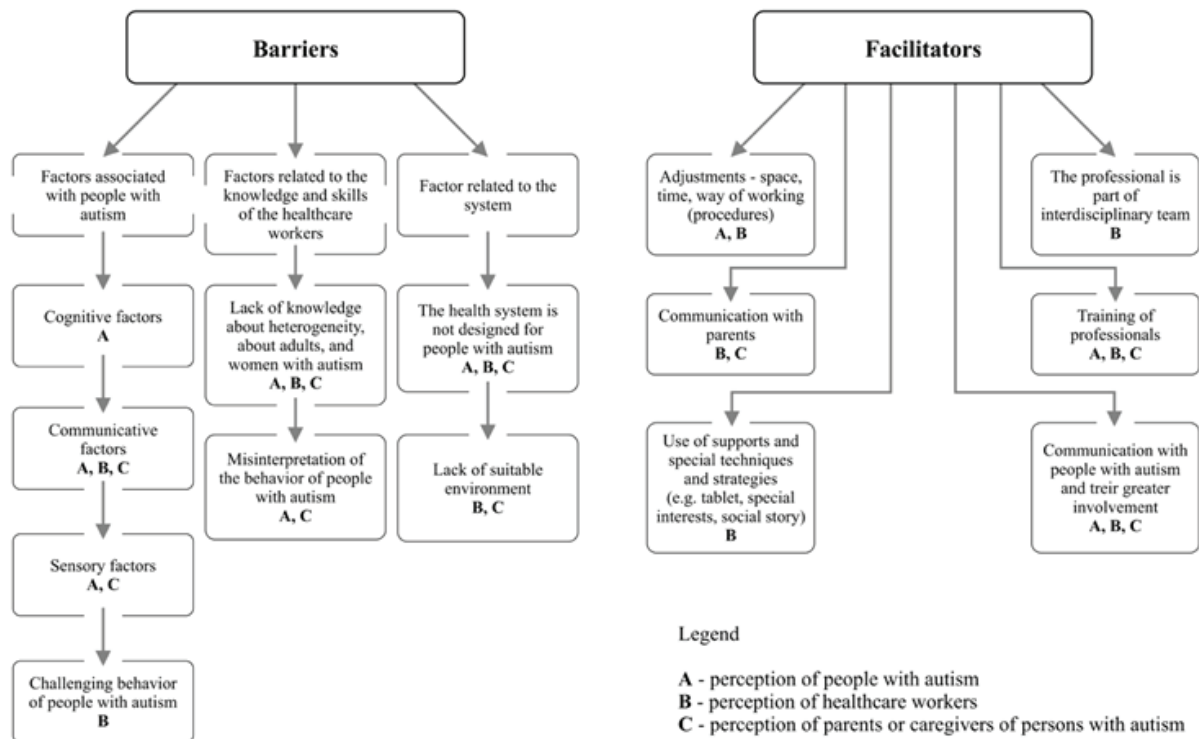 Barriers
Factors associated
with people with
autism
Cognitive factors
A
Communicative
factors
A, B, C
Sensory factors
A, C
Challenging behavior
of people with autism
B
Factors related to the
knowledge and skills
of the healthcare
workers
Lack of knowledge
about heterogeneity,
about adults, and
women with autism
A, B, C
Misinterpretation of
the behavior of people
with autism
A, C
Factor related to the
system
The health system is
not designed for
people with autism
A, B, C
Lack of suitable
environment
B, C
Facilitators
Adjustments - space,
time, way of working
(procedures)
A, B
Communication with
parents
B, C
Use of supports and
special techniques
and strategies
(e.g. tablet, special
interests, social story)
B
The professional is
part of
interdisciplinary team
B
Training of
professionals
A, B, C
Communication with
people with autism
and treir greater
involvement
A, B, C
Legend
A - perception of people with autism
B - perception of healthcare workers
C - perception of parents or caregivers of persons with autism